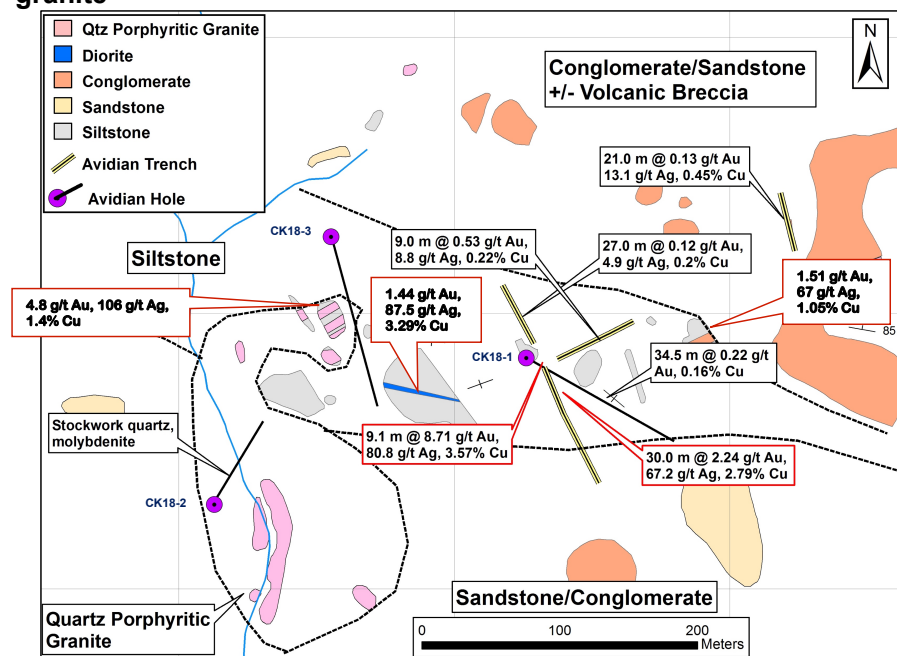 granite
Qtz Porphyritic Granite
Diorite
Conglomerate
Sandstone
Siltstone
Avidian Trench
Avidian Hole
N
Conglomerate/Sandstone
+/- Volcanic Breccia
21.0 m @ 0.13 g/t Au
13.1 g/t Ag, 0.45% Cu
CK18-3
9.0 m @ 0.53 g/t Au,
8.8 g/t Ag, 0.22% Cu
27.0 m @ 0.12 g/t Au,
4.9 g/t Ag, 0.2% Cu
Siltstone
1.51 g/t Au,
67 g/t Ag,
1.05% Cu
4.8 g/t Au, 106 g/t Ag,
1.4% Cu
1.44 g/t Au,
87.5 g/t Ag,
3.29% Cu
85
CK18-1
34.5 m @ 0.22 g/t
Au, 0.16% Cu
Stockwork quartz,
molybdenite
9.1 m @ 8.71 g/t Au,
80.8 g/t Ag, 3.57% Cu
30.0 m @ 2.24 g/t Au,
67.2 g/t Ag, 2.79% Cu
CK18-2
Quartz Porphyritic
Granite
Sandstone/Conglomerate
0 100 200
Meters